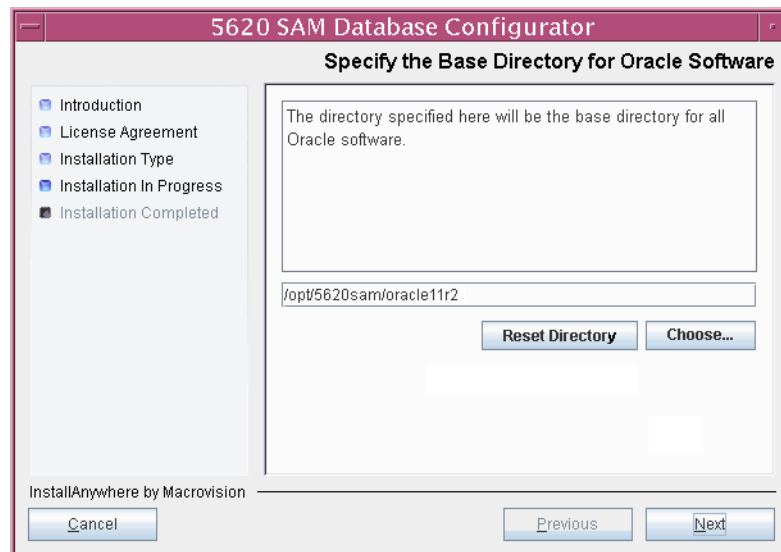 5620 SAM Database Configurator
Specify the Base Directory for Oracle Software
Introduction
License Agreement
Installation Type
Installation In Progress
Installation Completed
The directory specified here will be the base directory for all
Oracle software.
/opt/5620sam/oracle11r2
Reset Directory
Choose...
InstallAnywhere by Macrovision
Cancel
Previous
Next